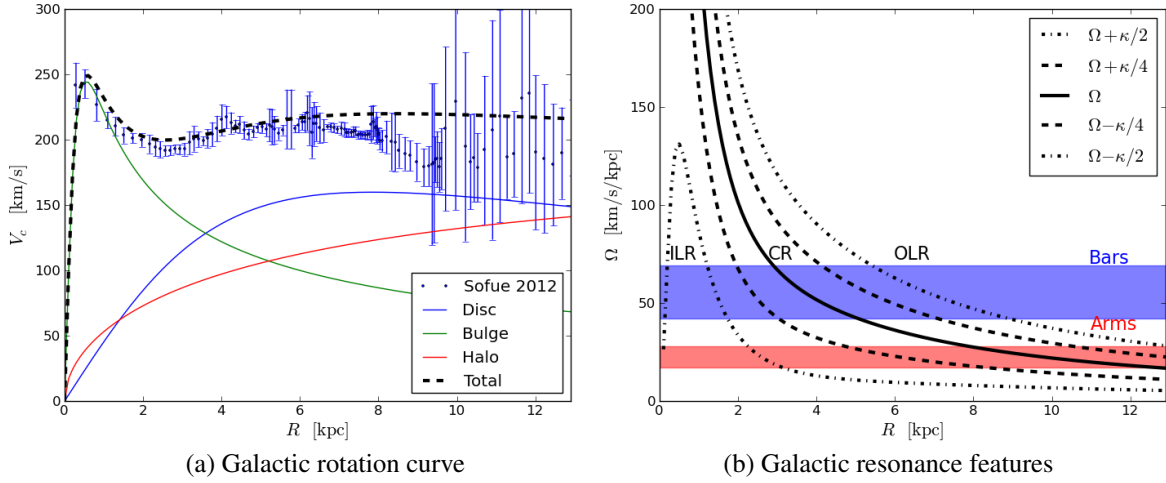 300
250
200
150
100
50
0
V_c [km/s]
0 2 4 6 8 10 12
R [kpc]
Sofue 2012
Disc
Bulge
Halo
Total
(a) Galactic rotation curve
200
150
100
50
0
Ω [km/s/kpc]
0 2 4 6 8 10 12
R [kpc]
Ω+κ/2
Ω+κ/4
Ω
Ω−κ/4
Ω−κ/2
ILR CR OLR
Bars
Arms
(b) Galactic resonance features